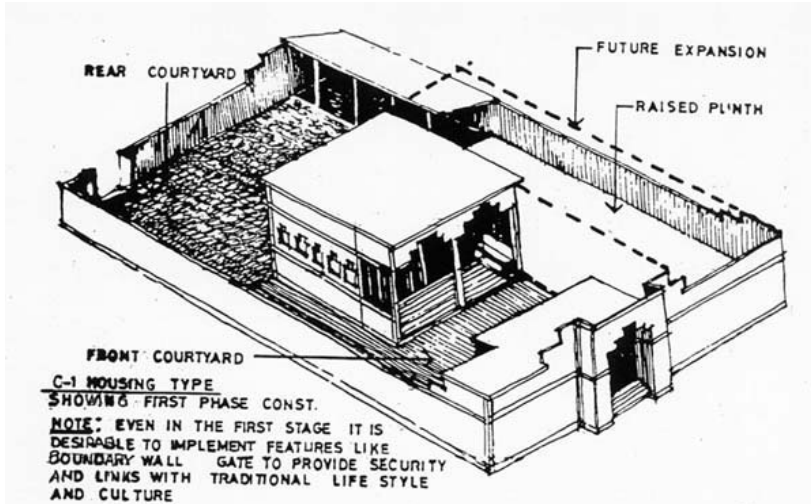 FUTURE EXPANSION
REAR COURTYARD
RAISED PLINTH
FRONT COURTYARD
C-1 HOUSING TYPE
SHOWING FIRST PHASE CONST.
NOTE: EVEN IN THE FIRST STAGE IT IS
DESIRABLE TO IMPLEMENT FEATURES LIKE
BOUNDARY WALL GATE TO PROVIDE SECURITY
AND LINKS WITH TRADITIONAL LIFE STYLE
AND CULTURE